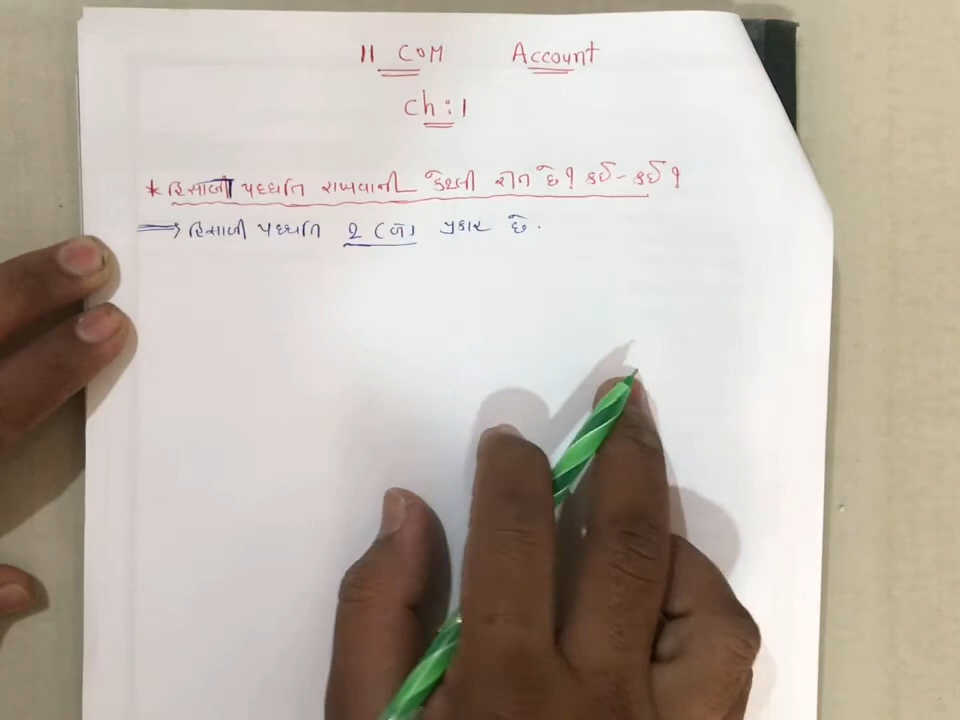 11 COM Account
Ch:1
* હિસાબી પધ્ધતિ રાખવાની કેટલી રીત છે? કઈ-કઈ?
⇒ હિસાબી પધ્ધતિ 2 (બે) પ્રકાર છે.